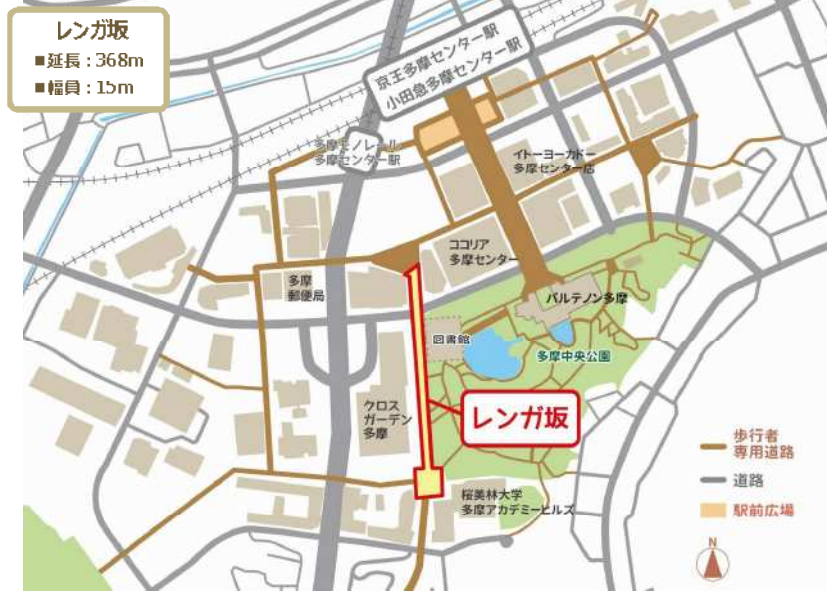 レンガ坂
■延長：368m
■幅員：15m
京王多摩センター駅
小田急多摩センター駅
多摩モノレール
多摩センター駅
イトーヨーカドー
多摩センター店
ココリア
多摩センター
多摩
郵便局
パルテノン多摩
図書館
多摩中央公園
クロス
ガーデン
多摩
レンガ坂
桜美林大学
多摩アカデミーヒルズ
歩行者
専用道路
道路
駅前広場
N